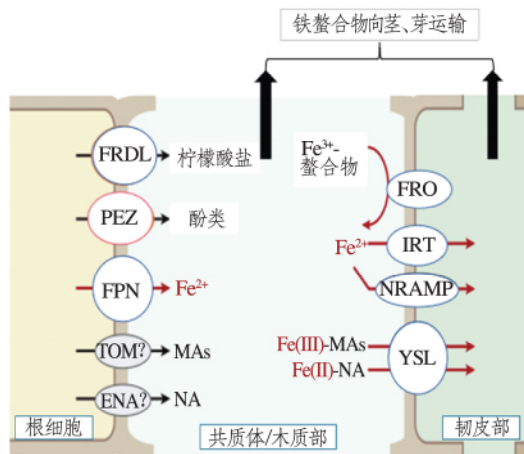 铁螯合物向茎、芽运输
FRDL
柠檬酸盐
PEZ
酚类
FPN
Fe²⁺
TOM?
MAs
ENA?
NA
Fe³⁺-
螯合物
FRO
Fe²⁺
IRT
NRAMP
Fe(III)-MAs
Fe(II)-NA
YSL
根细胞
共质体/木质部
韧皮部